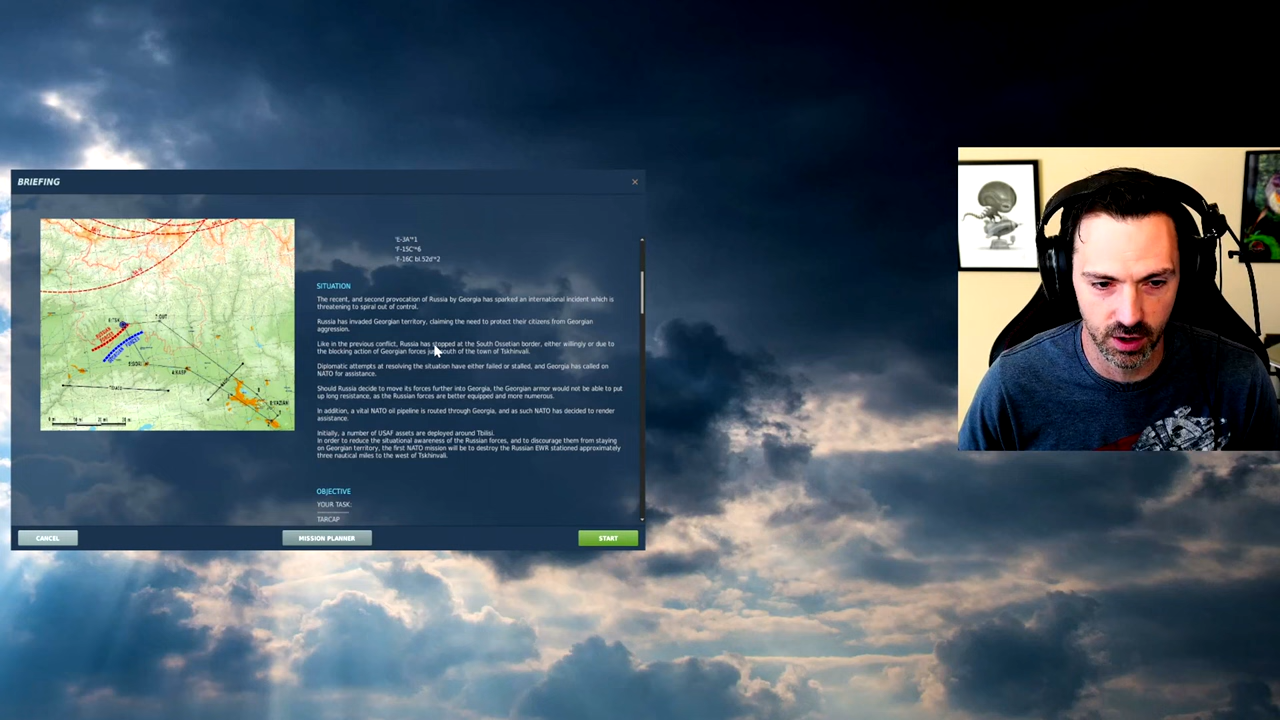 BRIEFING
'E-3A'*1
'F-15C'*6
'F-16C bl.52d'*2
SITUATION
The recent, and second provocation of Russia by Georgia has sparked an international incident which is
threatening to spiral out of control.
Russia has invaded Georgian territory, claiming the need to protect their citizens from Georgian
aggression.
Like in the previous conflict, Russia has stopped at the South Ossetian border, either willingly or due to
the blocking action of Georgian forces just south of the town of Tskhinvali.
Diplomatic attempts at resolving the situation have either failed or stalled, and Georgia has called on
NATO for assistance.
Should Russia decide to move its forces further into Georgia, the Georgian armor would not be able to put
up long resistance, as the Russian forces are better equipped and more numerous.
In addition, a vital NATO oil pipeline is routed through Georgia, and as such NATO has decided to render
assistance.
Initially, a number of USAF assets are deployed around Tbilisi.
In order to reduce the situational awareness of the Russian forces, and to discourage them from staying
on Georgian territory, the first NATO mission will be to destroy the Russian EWR stationed approximately
three nautical miles to the west of Tskhinvali.
OBJECTIVE
YOUR TASK:
TARCAP
CANCEL
MISSION PLANNER
START